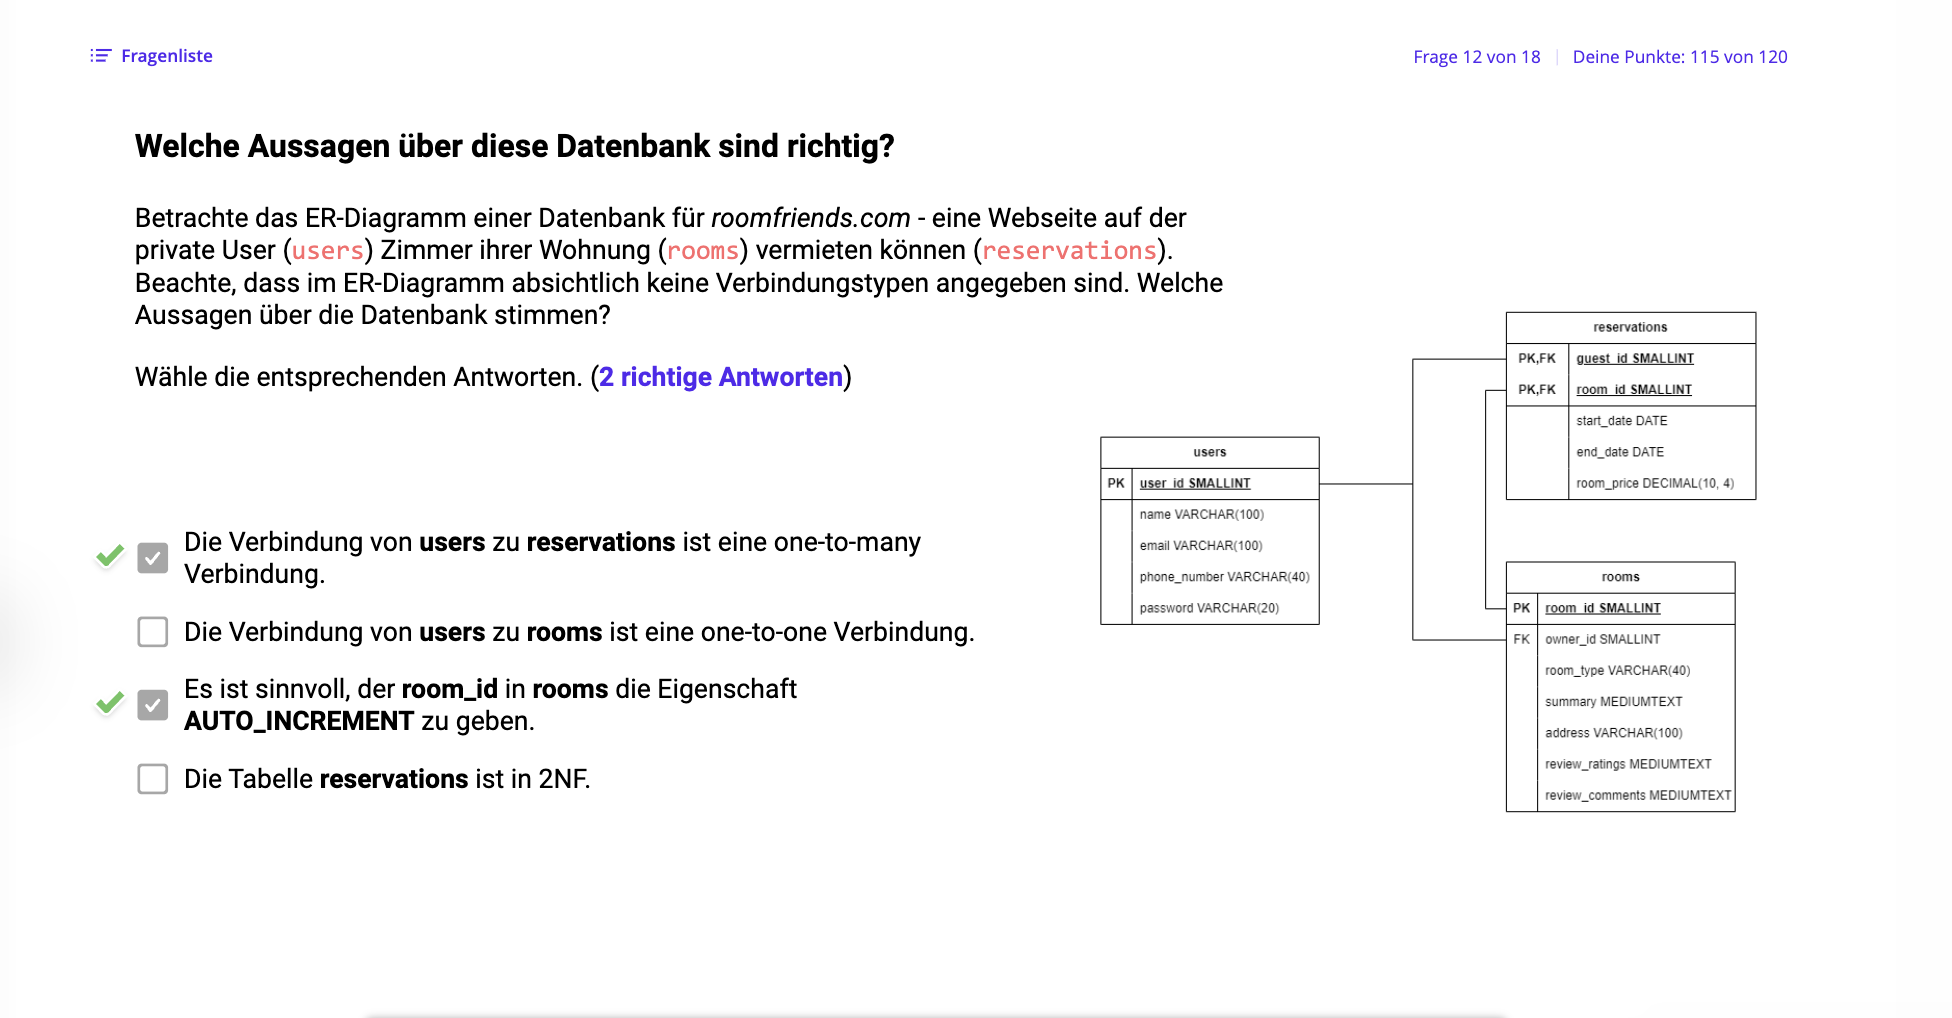 Fragenliste
Frage 12 von 18 | Deine Punkte: 115 von 120
Welche Aussagen über diese Datenbank sind richtig?
Betrachte das ER-Diagramm einer Datenbank für roomfriends.com - eine Webseite auf der
private User (users) Zimmer ihrer Wohnung (rooms) vermieten können (reservations).
Beachte, dass im ER-Diagramm absichtlich keine Verbindungstypen angegeben sind. Welche
Aussagen über die Datenbank stimmen?
Wähle die entsprechenden Antworten. (2 richtige Antworten)
Die Verbindung von users zu reservations ist eine one-to-many
Verbindung.
Die Verbindung von users zu rooms ist eine one-to-one Verbindung.
Es ist sinnvoll, der room_id in rooms die Eigenschaft
AUTO_INCREMENT zu geben.
Die Tabelle reservations ist in 2NF.
users
PK user_id SMALLINT
name VARCHAR(100)
email VARCHAR(100)
phone_number VARCHAR(40)
password VARCHAR(20)
reservations
PK,FK guest_id SMALLINT
PK,FK room_id SMALLINT
start_date DATE
end_date DATE
room_price DECIMAL(10, 4)
rooms
PK room_id SMALLINT
FK owner_id SMALLINT
room_type VARCHAR(40)
summary MEDIUMTEXT
address VARCHAR(100)
review_ratings MEDIUMTEXT
review_comments MEDIUMTEXT